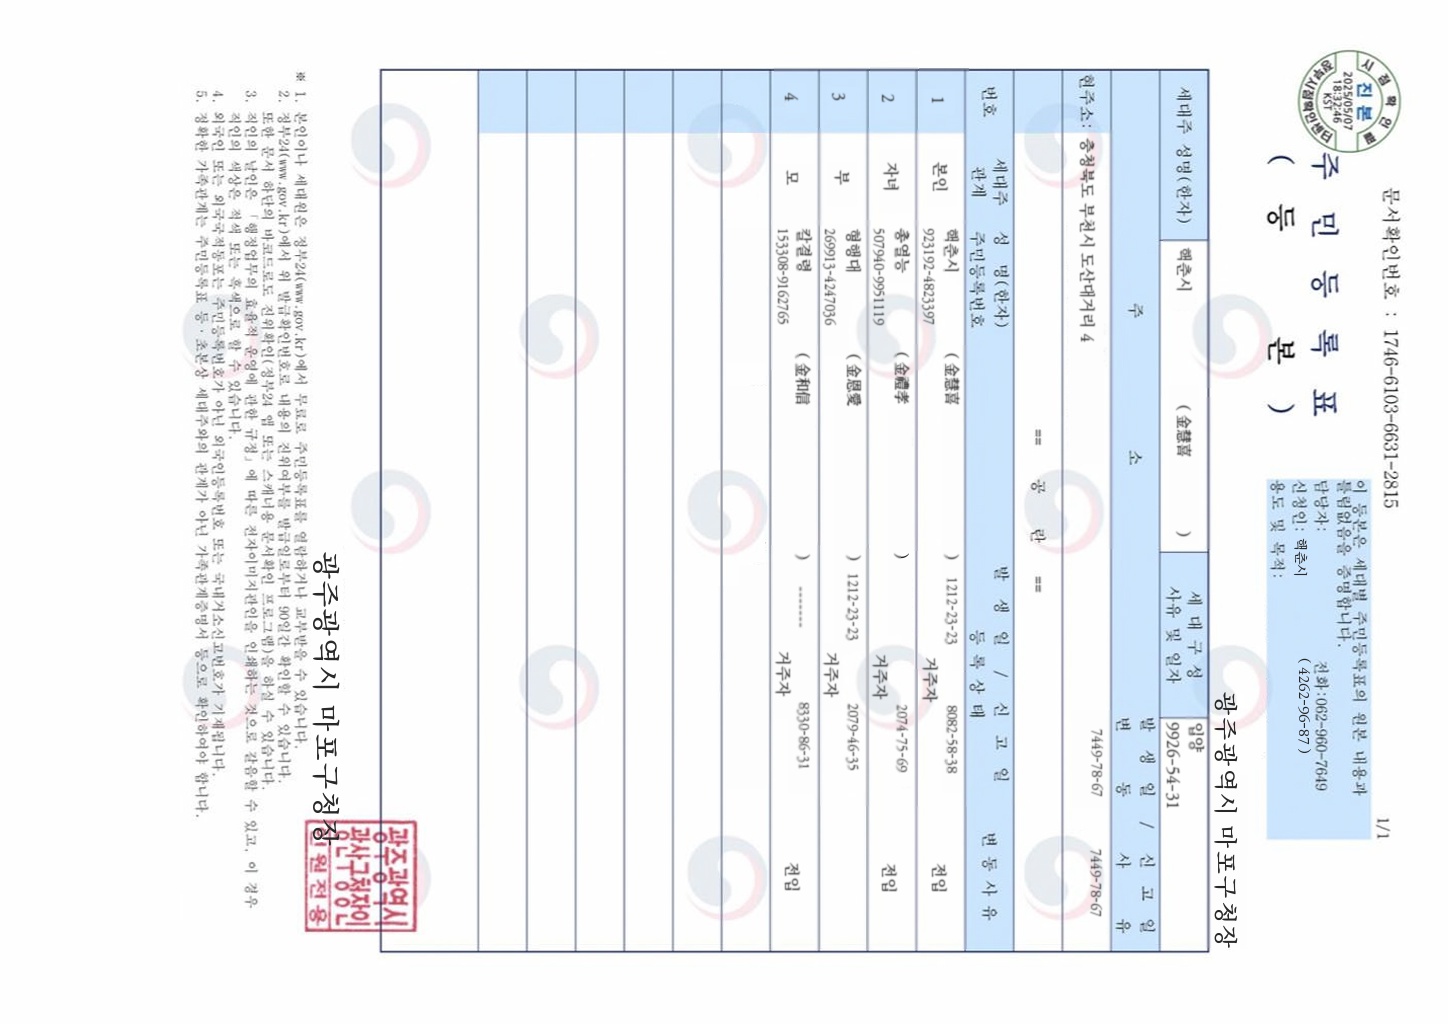 문서확인번호 : 1746-6103-6631-2815
1/1
시점확인필
진본
2025/05/07
18:32:46
KST
행정안전부 시점확인센터
주 민 등 록 표
( 등 본 )
이 등본은 세대별 주민등록표의 원본 내용과
틀림없음을 증명합니다.
담당자: 전화:062-960-7649
신청인: 핵춘시 (4262-96-87)
용도 및 목적:
광주광역시 마포구청장
세대주 성명(한자) 핵춘시 ( 金慧喜 ) 세 대 구 성 사유 및 일자 입양
9926-54-31
주 소 발 생 일 / 신 고 일
변 동 사 유
현주소: 충청북도 부천시 도산대거리 4 7449-78-67 7449-78-67
== 공 란 ==
번호 세대주 관계 성 명(한자) 주민등록번호 발 생 일 / 신 고 일 등 록 상 태 변 동 사 유
1 본인 핵춘시 ( 金慧喜 ) 1212-23-23 8082-58-38 전입
923192-4823397 거주자
2 자녀 총열능 ( 金禮孝 ) 2074-75-69 전입
507940-9951119 거주자
3 부 형행대 ( 金恩愛 ) 1212-23-23 2079-46-35
269913-4247036 거주자
4 모 칼결령 ( 金和信 ) ------- 8330-86-31 전입
153308-9162765 거주자
광주광역시 마포구청장
광주광역시
광산구청장인
민원전용
※ 1. 본인이나 세대원은 정부24(www.gov.kr)에서 무료로 주민등록표를 열람하거나 교부받을 수 있습니다.
2. 정부24(www.gov.kr)에서 위 발급확인번호로 내용의 진위여부를 발급일로부터 90일간 확인할 수 있습니다.
또한 문서 하단의 바코드로도 진위확인(정부24 앱 또는 스캐너용 문서확인 프로그램)을 하실 수 있습니다.
3. 직인의 날인은 「행정업무의 효율적 운영에 관한 규정」에 따른 전자이미지관인을 인쇄하는 것으로 갈음할 수 있고, 이 경우
직인의 색상은 적색 또는 흑색으로 할 수 있습니다.
4. 외국인 또는 외국국적동포는 주민등록번호가 아닌 외국인등록번호 또는 국내거소신고번호가 기재됩니다.
5. 정확한 가족관계는 주민등록표 등·초본상 세대주와의 관계가 아닌 가족관계증명서 등으로 확인하여야 합니다.